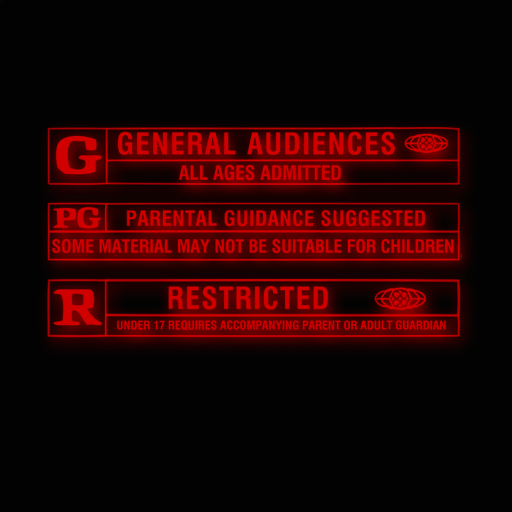 G GENERAL AUDIENCES
ALL AGES ADMITTED
PG PARENTAL GUIDANCE SUGGESTED
SOME MATERIAL MAY NOT BE SUITABLE FOR CHILDREN
R RESTRICTED
UNDER 17 REQUIRES ACCOMPANYING PARENT OR ADULT GUARDIAN